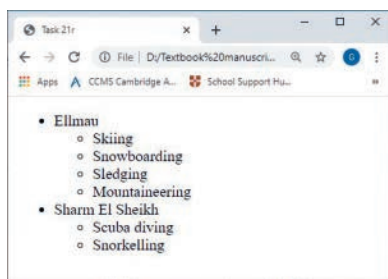 Task 21r
File | D:/Textbook%20manuscri...
Apps CCMS Cambridge A... School Support Hu...
• Ellmau
◦ Skiing
◦ Snowboarding
◦ Sledging
◦ Mountaineering
• Sharm El Sheikh
◦ Scuba diving
◦ Snorkelling